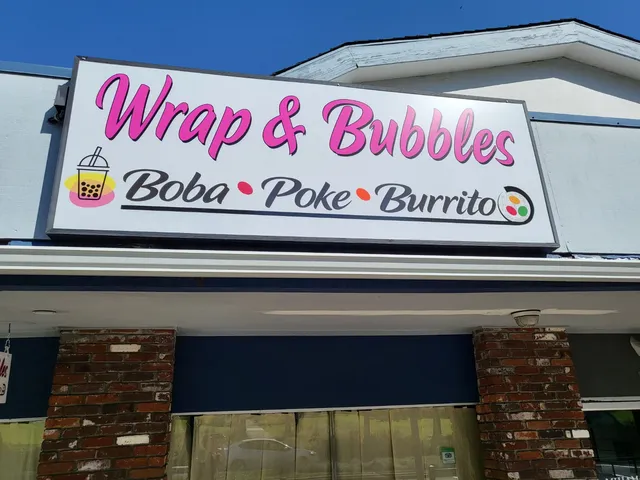 Wrap & Bubbles
Boba • Poke • Burrito